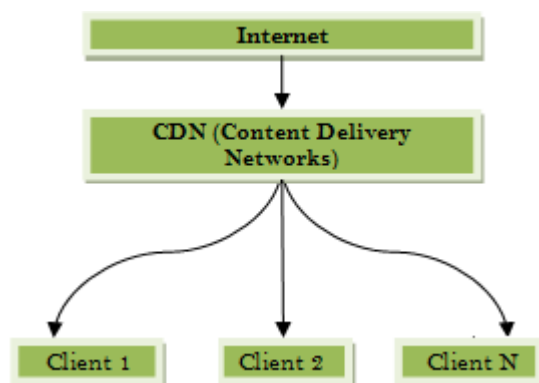 Internet
CDN (Content Delivery
Networks)
Client 1
Client 2
Client N